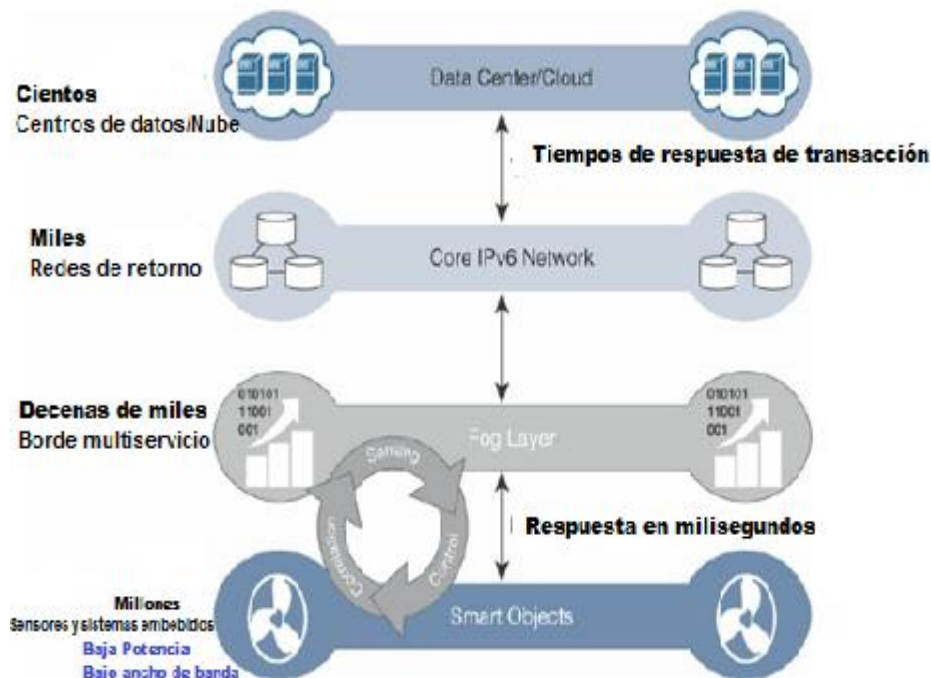 Data Center/Cloud
Cientos
Centros de datos/Nube
Tiempos de respuesta de transacción
Miles
Redes de retorno
Core IPv6 Network
010101
11001
001
010101
11001
001
Decenas de miles
Borde multiservicio
Fog Layer
Sensing
Correlation
Control
Respuesta en milisegundos
Millones
Sensores y sistemas embebidos
Baja Potencia
Bajo ancho de banda
Smart Objects